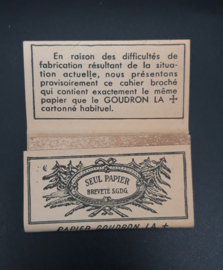 En raison des difficultés de
fabrication résultant de la situa-
tion actuelle, nous présentons
provisoirement ce cahier broché
qui contient exactement le même
papier que le GOUDRON LA ☩
cartonné habituel.
SEUL PAPIER
BREVETÉ S.G.D.G.
PAPIER GOUDRON LA ☩